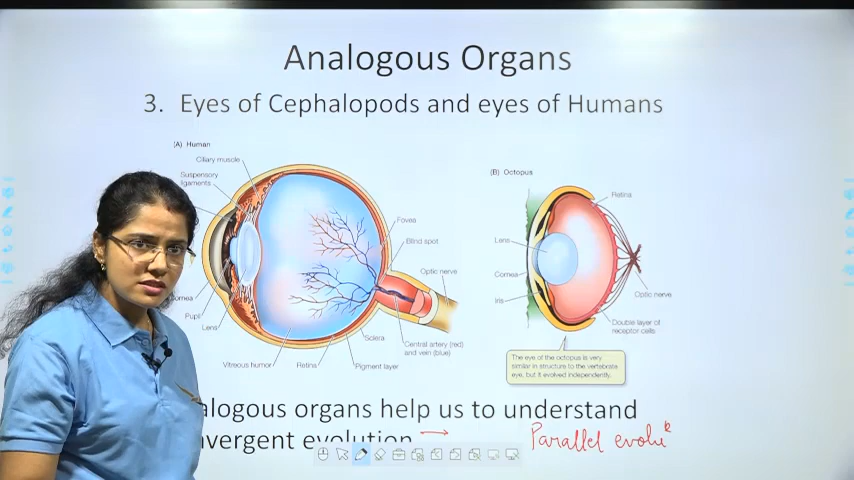 Analogous Organs
3. Eyes of Cephalopods and eyes of Humans
(A) Human
Ciliary muscle
Suspensory
ligaments
Cornea
Pupil
Lens
Vitreous humor
Retina
Pigment layer
Sclera
Central artery (red)
and vein (blue)
Optic nerve
Blind spot
Fovea
(B) Octopus
Retina
Lens
Cornea
Iris
Optic nerve
Double layer of
receptor cells
The eye of the octopus is very
similar in structure to the vertebrate
eye, but it evolved independently.
alogous organs help us to understand
nvergent evolution →
Parallel evolu